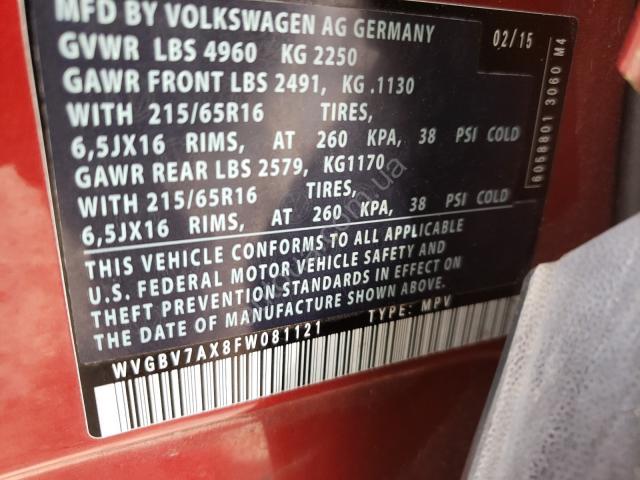 MFD BY VOLKSWAGEN AG GERMANY 02/15
GVWR LBS 4960 KG 2250
GAWR FRONT LBS 2491, KG .1130
WITH 215/65R16 TIRES,
6,5JX16 RIMS, AT 260 KPA, 38 PSI COLD
GAWR REAR LBS 2579, KG1170
WITH 215/65R16 TIRES,
6,5JX16 RIMS, AT 260 KPA, 38 PSI COLD
THIS VEHICLE CONFORMS TO ALL APPLICABLE
U.S. FEDERAL MOTOR VEHICLE SAFETY AND
THEFT PREVENTION STANDARDS IN EFFECT ON
THE DATE OF MANUFACTURE SHOWN ABOVE.
WVGBV7AX8FW081121 TYPE: MPV
6058801 3060 M4